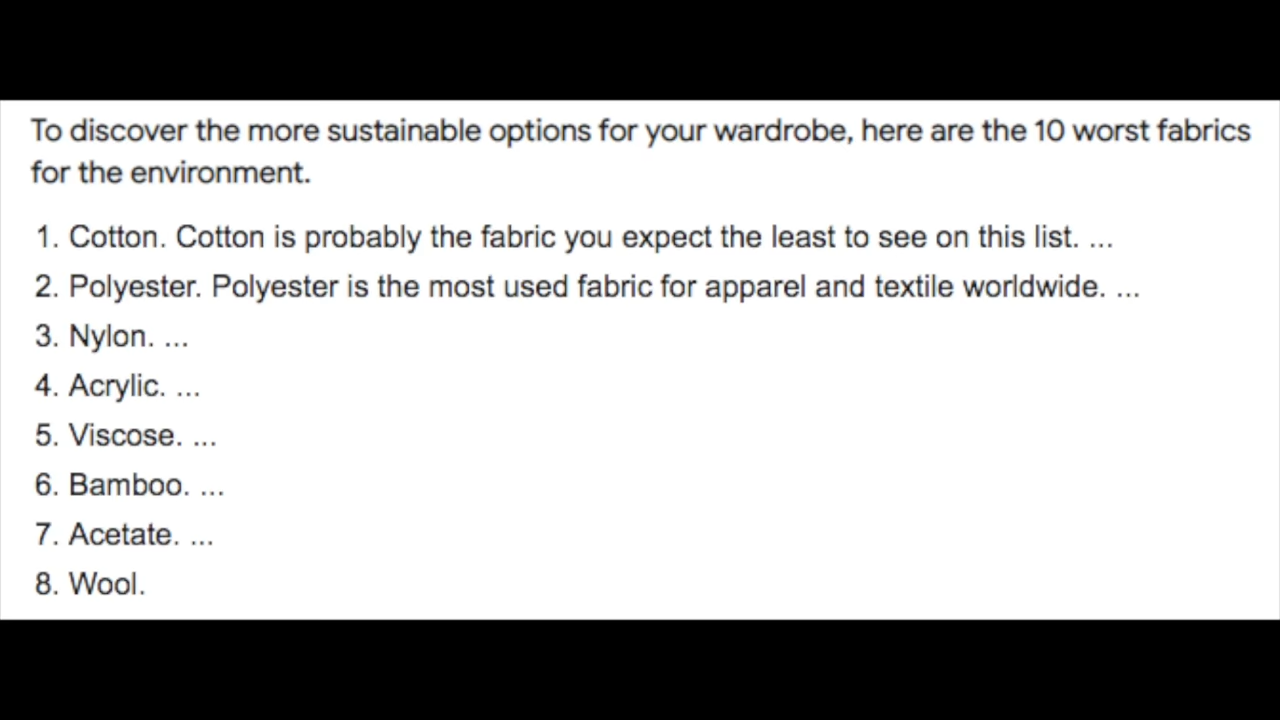 To discover the more sustainable options for your wardrobe, here are the 10 worst fabrics
for the environment.
1. Cotton. Cotton is probably the fabric you expect the least to see on this list. ...
2. Polyester. Polyester is the most used fabric for apparel and textile worldwide. ...
3. Nylon. ...
4. Acrylic. ...
5. Viscose. ...
6. Bamboo. ...
7. Acetate. ...
8. Wool.